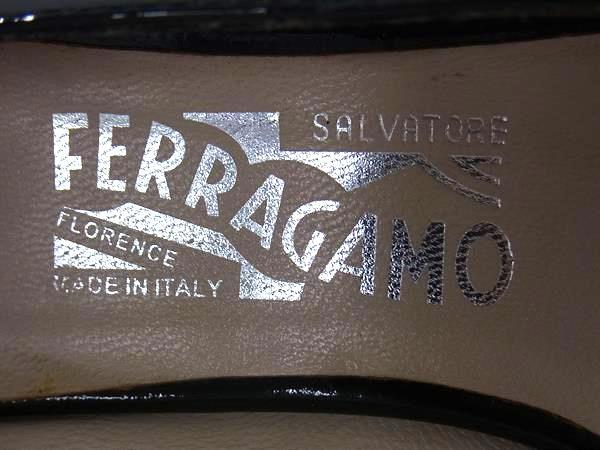 SALVATORE
FERRAGAMO
FLORENCE
MADE IN ITALY